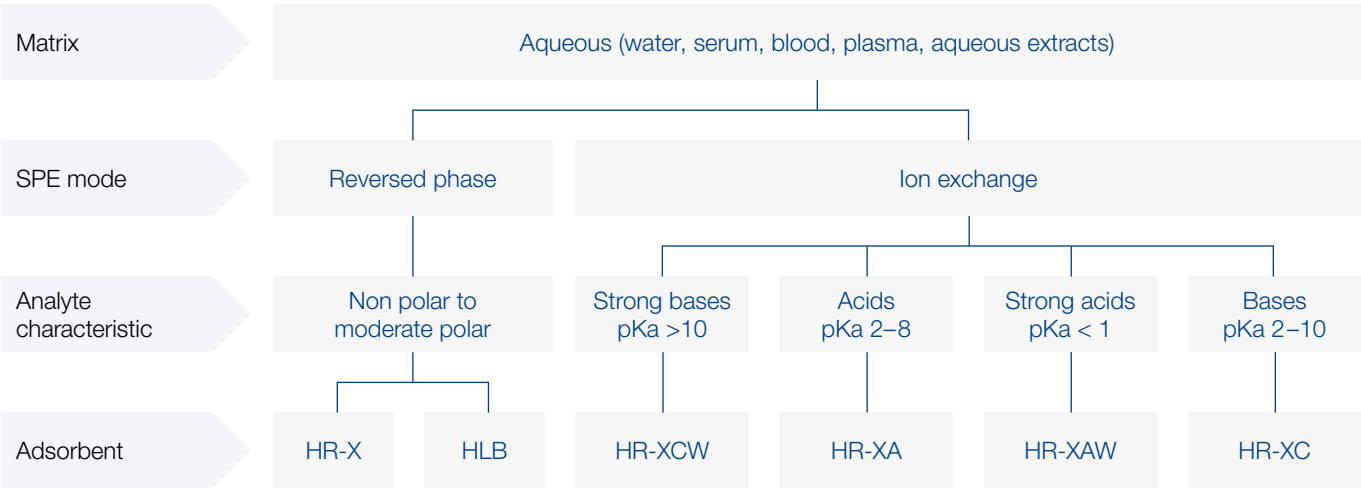 Matrix
Aqueous (water, serum, blood, plasma, aqueous extracts)
SPE mode
Reversed phase
Ion exchange
Analyte
characteristic
Non polar to
moderate polar
Strong bases
pKa >10
Acids
pKa 2–8
Strong acids
pKa < 1
Bases
pKa 2–10
Adsorbent
HR-X
HLB
HR-XCW
HR-XA
HR-XAW
HR-XC